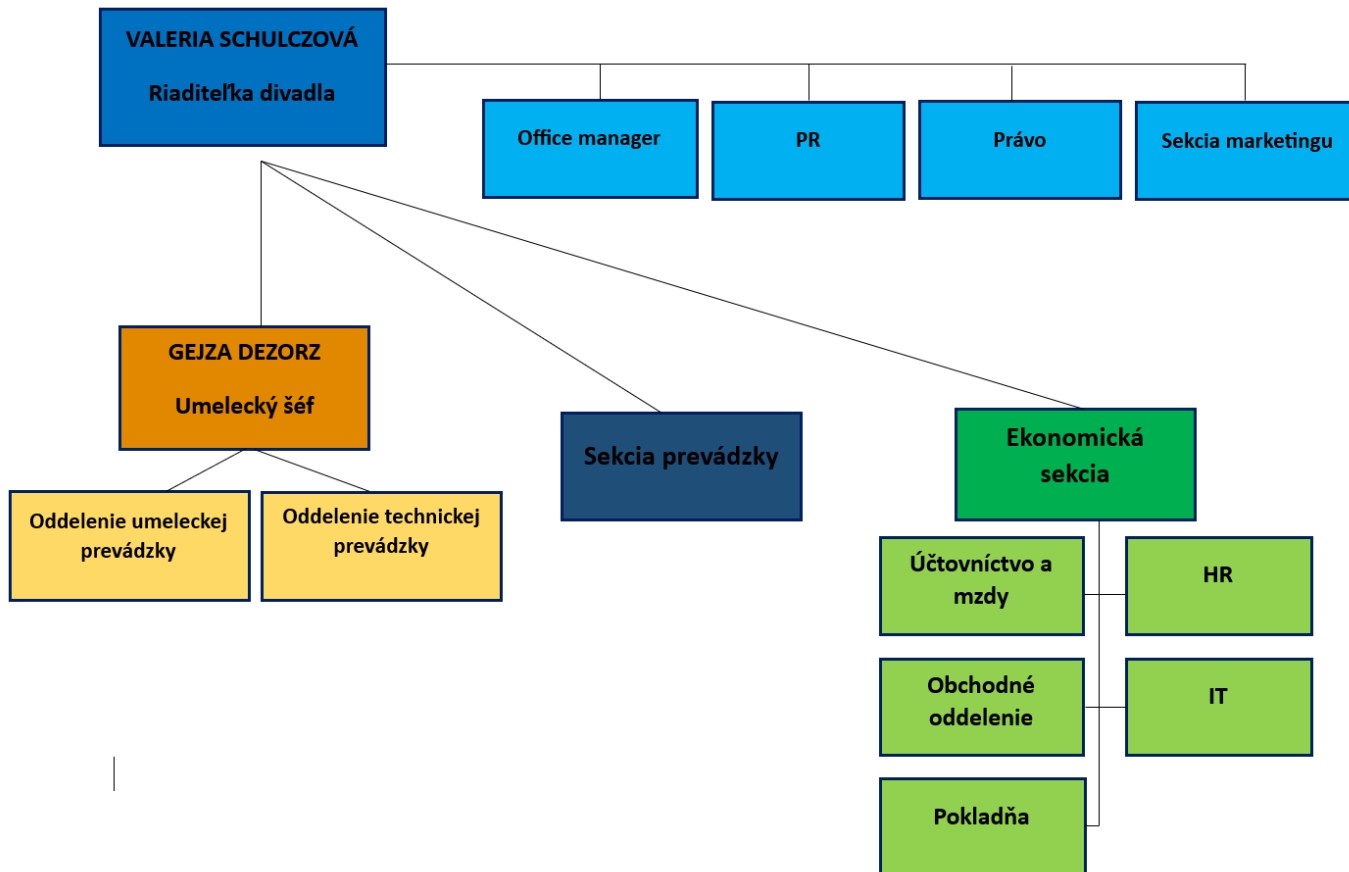 VALERIA SCHULCZOVÁ
Riaditeľka divadla
Office manager
PR
Právo
Sekcia marketingu
GEJZA DEZORZ
Umelecký šéf
Sekcia prevádzky
Ekonomická
sekcia
Oddelenie umeleckej
prevádzky
Oddelenie technickej
prevádzky
Účtovníctvo a
mzdy
HR
Obchodné
oddelenie
IT
Pokladňa